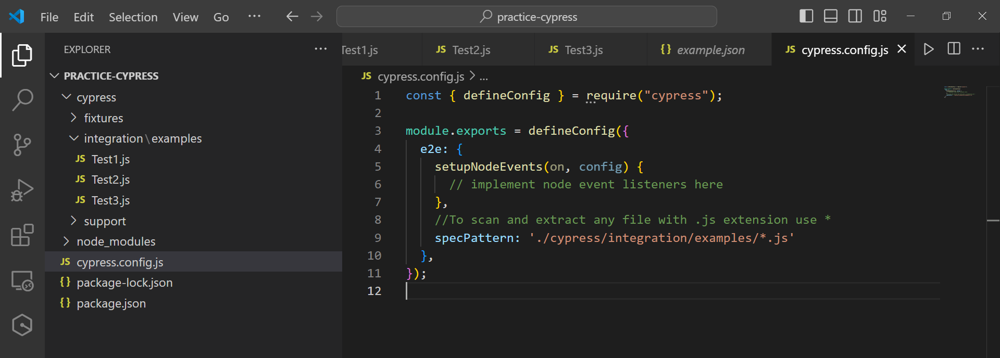 File Edit Selection View Go ... practice-cypress
EXPLORER ...
PRACTICE-CYPRESS
cypress
fixtures
integration\examples
JS Test1.js
JS Test2.js
JS Test3.js
support
node_modules
JS cypress.config.js
{} package-lock.json
{} package.json
Test1.js JS Test2.js JS Test3.js {} example.json JS cypress.config.js
JS cypress.config.js > ...
1 const { defineConfig } = require("cypress");
2
3 module.exports = defineConfig({
4 e2e: {
5 setupNodeEvents(on, config) {
6 // implement node event listeners here
7 },
8 //To scan and extract any file with .js extension use *
9 specPattern: './cypress/integration/examples/*.js'
10 },
11 });
12